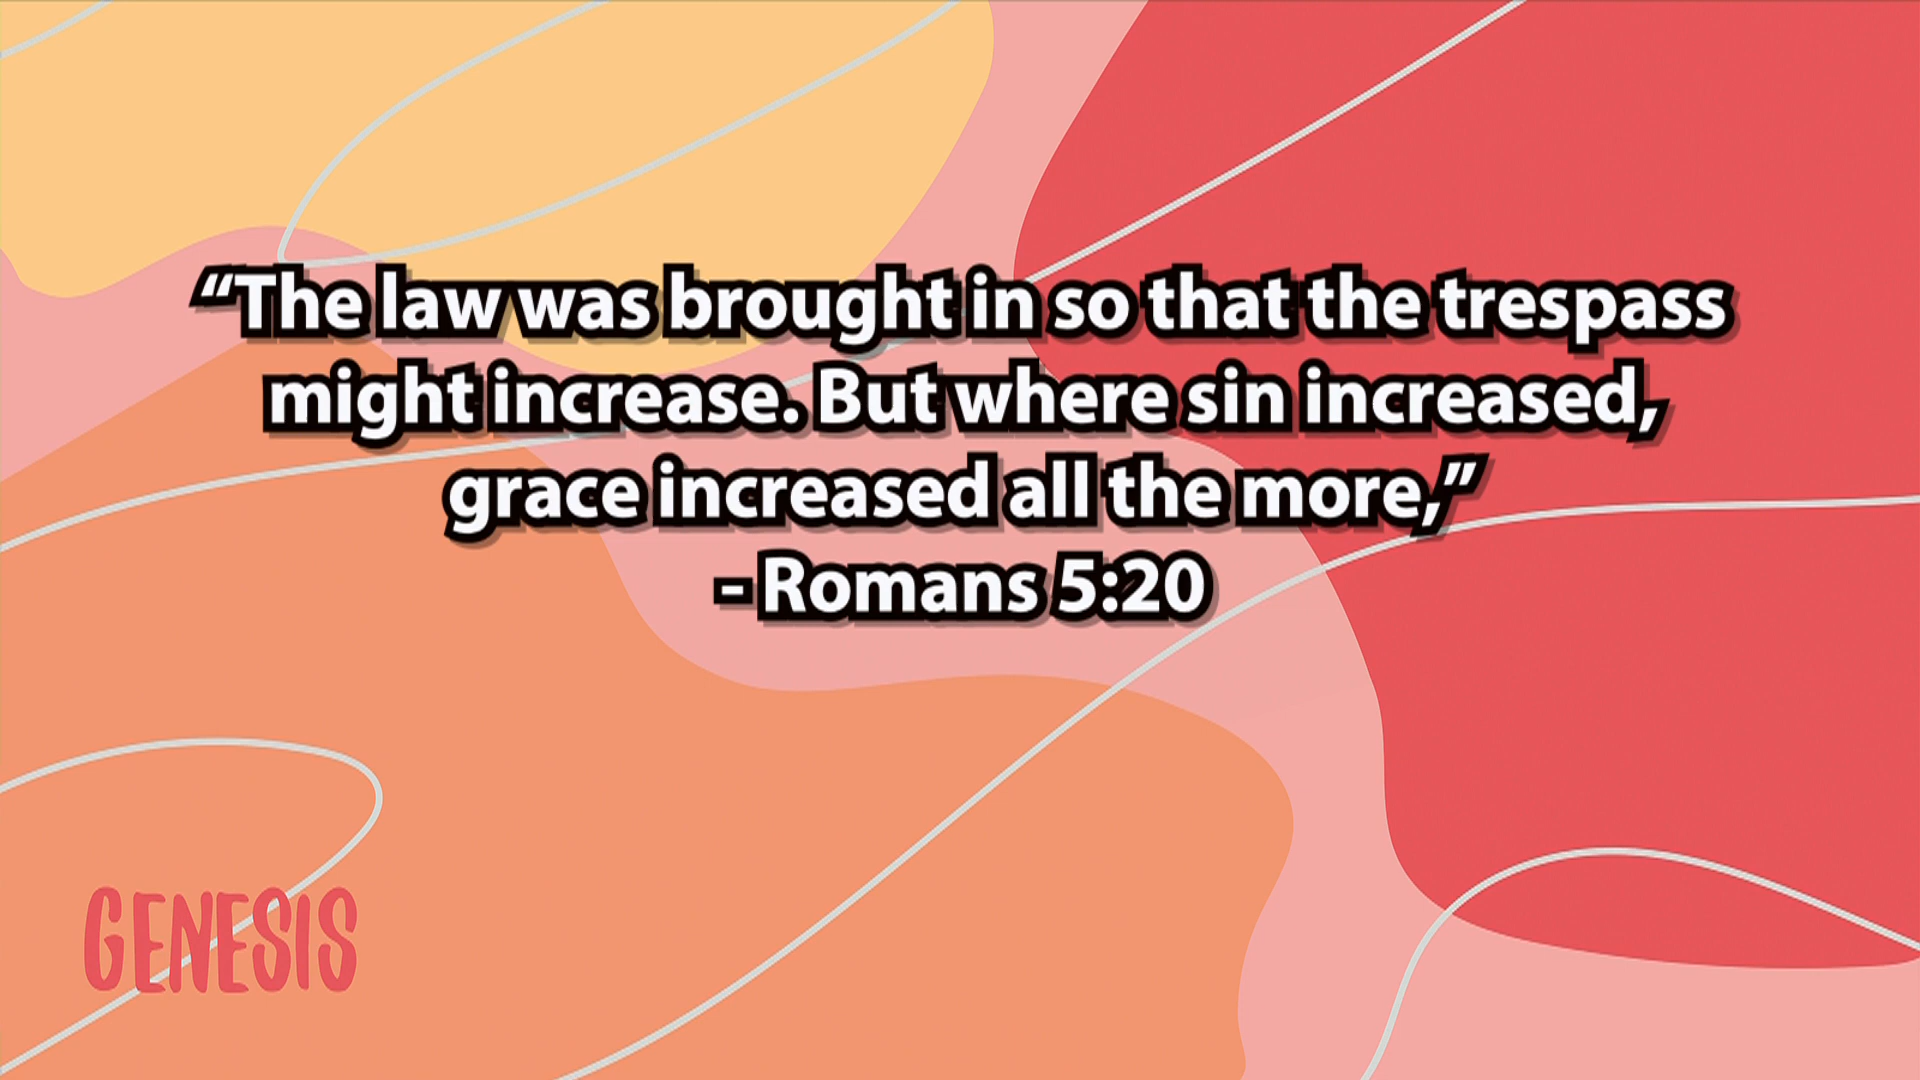 “The law was brought in so that the trespass
might increase. But where sin increased,
grace increased all the more,”
- Romans 5:20
GENESIS